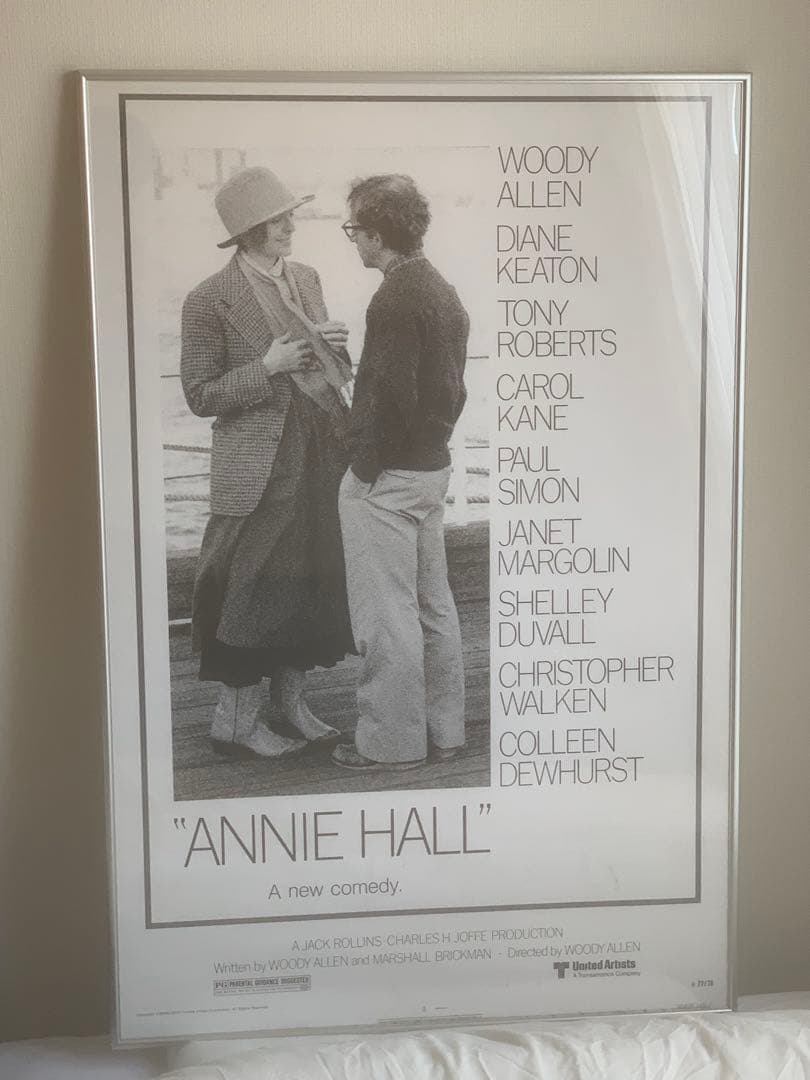 WOODY
ALLEN
DIANE
KEATON
TONY
ROBERTS
CAROL
KANE
PAUL
SIMON
JANET
MARGOLIN
SHELLEY
DUVALL
CHRISTOPHER
WALKEN
COLLEEN
DEWHURST
"ANNIE HALL"
A new comedy.
A JACK ROLLINS-CHARLES H. JOFFE PRODUCTION
Written by WOODY ALLEN and MARSHALL BRICKMAN · Directed by WOODY ALLEN
PG PARENTAL GUIDANCE SUGGESTED
United Artists
A Transamerica Company